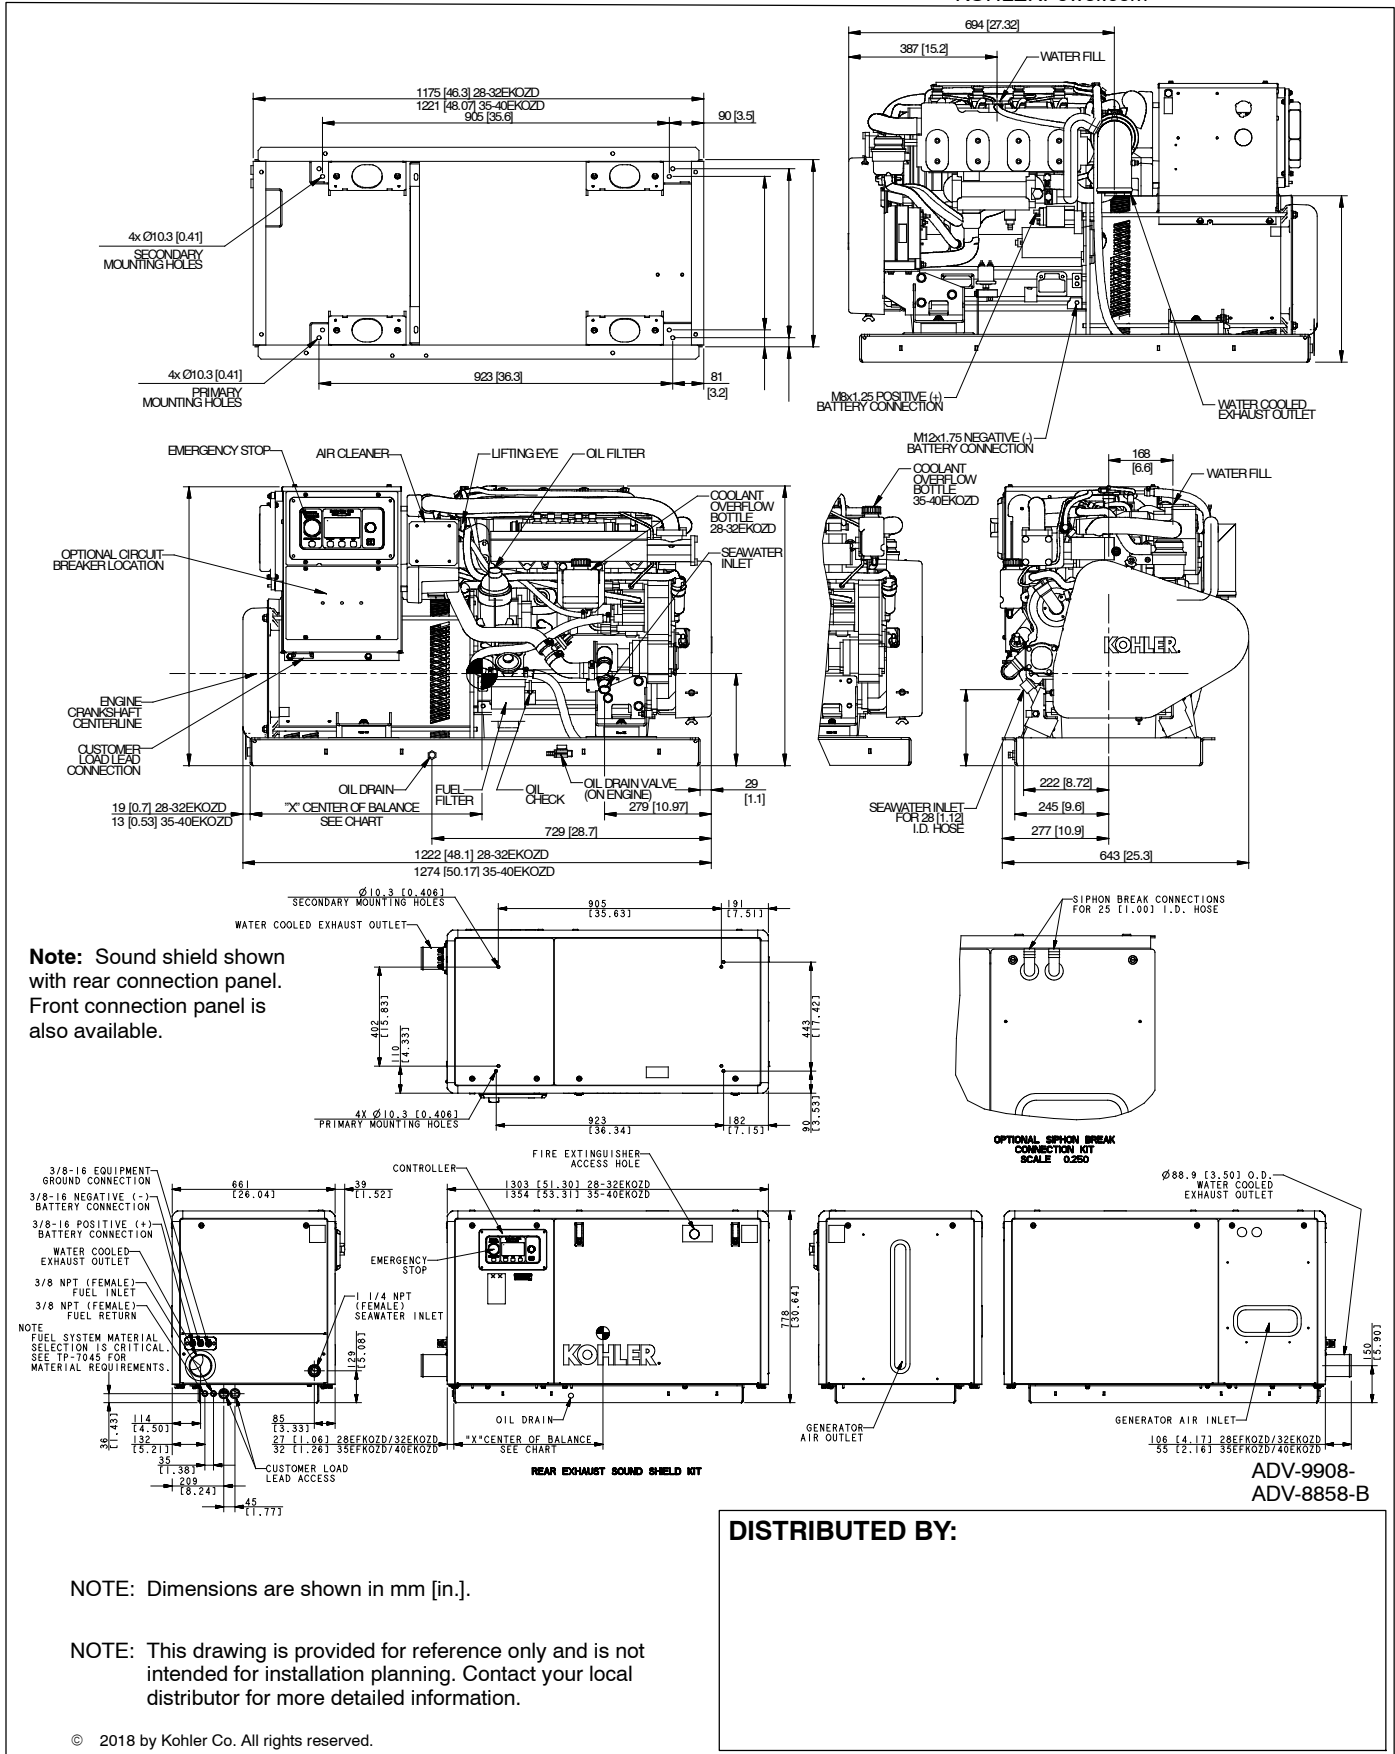 694 [27.32]
387 [15.2]
WATER FILL
1175 [46.3] 28-32EKOZD
1221 [48.07] 35-40EKOZD
905 [35.6]
90 [3.5]
4x Ø10.3 [0.41]
SECONDARY
MOUNTING HOLES
4x Ø10.3 [0.41]
PRIMARY
MOUNTING HOLES
923 [36.3]
81
[3.2]
M8x1.25 POSITIVE (+)
BATTERY CONNECTION
WATER COOLED
EXHAUST OUTLET
M12x1.75 NEGATIVE (-)
BATTERY CONNECTION
EMERGENCY STOP
AIR CLEANER
LIFTING EYE
OIL FILTER
COOLANT
OVERFLOW
BOTTLE
28-32EKOZD
SEAWATER
INLET
COOLANT
OVERFLOW
BOTTLE
35-40EKOZD
168
[6.6]
WATER FILL
OPTIONAL CIRCUIT
BREAKER LOCATION
KOHLER.
ENGINE
CRANKSHAFT
CENTERLINE
CUSTOMER
LOAD LEAD
CONNECTION
OIL DRAIN
FUEL
FILTER
OIL
CHECK
OIL DRAIN VALVE
(ON ENGINE)
29
[1.1]
19 [0.7] 28-32EKOZD
13 [0.53] 35-40EKOZD
"X" CENTER OF BALANCE
SEE CHART
279 [10.97]
729 [28.7]
1222 [48.1] 28-32EKOZD
1274 [50.17] 35-40EKOZD
SEAWATER INLET
FOR 28 [1.12]
I.D. HOSE
222 [8.72]
245 [9.6]
277 [10.9]
643 [25.3]
Ø10.3 [0.406]
SECONDARY MOUNTING HOLES
905
[35.63]
191
[7.51]
WATER COOLED EXHAUST OUTLET
SIPHON BREAK CONNECTIONS
FOR 25 [1.00] I.D. HOSE
Note: Sound shield shown
with rear connection panel.
Front connection panel is
also available.
402
[15.83]
110
[4.33]
443
[17.42]
90
[3.53]
4X Ø10.3 [0.406]
PRIMARY MOUNTING HOLES
923
[36.34]
182
[7.15]
OPTIONAL SIPHON BREAK
CONNECTION KIT
SCALE 0.250
3/8-16 EQUIPMENT
GROUND CONNECTION
3/8-16 NEGATIVE (-)
BATTERY CONNECTION
3/8-16 POSITIVE (+)
BATTERY CONNECTION
WATER COOLED
EXHAUST OUTLET
3/8 NPT (FEMALE)
FUEL INLET
3/8 NPT (FEMALE)
FUEL RETURN
NOTE
FUEL SYSTEM MATERIAL
SELECTION IS CRITICAL.
SEE TP-7045 FOR
MATERIAL REQUIREMENTS.
661
[26.04]
39
[1.52]
CONTROLLER
FIRE EXTINGUISHER
ACCESS HOLE
1303 [51.30] 28-32EKOZD
1354 [53.31] 35-40EKOZD
Ø88.9 [3.50] O.D.
WATER COOLED
EXHAUST OUTLET
EMERGENCY
STOP
1 1/4 NPT
(FEMALE)
SEAWATER INLET
778
[30.64]
KOHLER.
129
[5.08]
150
[5.90]
36
[1.43]
114
[4.50]
132
[5.21]
35
[1.38]
209
[8.24]
45
[1.77]
85
[3.33]
27 [1.06] 28EFKOZD/32EKOZD
32 [1.26] 35EFKOZD/40EKOZD
CUSTOMER LOAD
LEAD ACCESS
OIL DRAIN
"X"CENTER OF BALANCE
SEE CHART
REAR EXHAUST SOUND SHIELD KIT
GENERATOR
AIR OUTLET
GENERATOR AIR INLET
106 [4.17] 28EFKOZD/32EKOZD
55 [2.16] 35EFKOZD/40EKOZD
ADV-9908-
ADV-8858-B
DISTRIBUTED BY:
NOTE: Dimensions are shown in mm [in.].
NOTE: This drawing is provided for reference only and is not
intended for installation planning. Contact your local
distributor for more detailed information.
© 2018 by Kohler Co. All rights reserved.